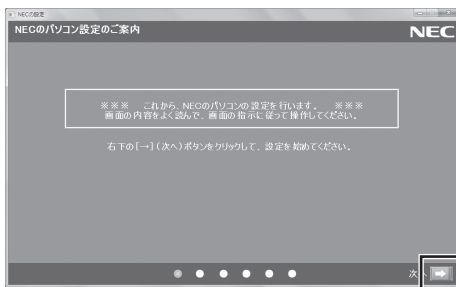 NECの設定
NECのパソコン設定のご案内
NEC
※※※ これから、NECのパソコンの設定を行います。 ※※※
画面の内容をよく読んで、画面の指示に従って操作してください。
右下の[→](次へ)ボタンをクリックして、設定を始めてください。
次へ